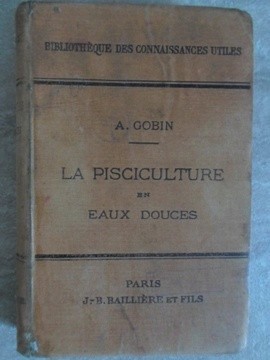 BIBLIOTHÈQUE DES CONNAISSANCES UTILES
A. GOBIN
LA PISCICULTURE
EN
EAUX DOUCES
PARIS
J.-B. BAILLIÈRE ET FILS